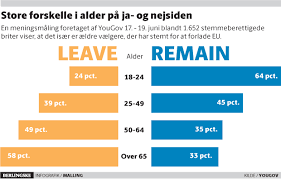 Store forskelle i alder på ja- og nejsiden
En meningsmåling foretaget af YouGov 17. - 19. juni blandt 1.652 stemmeberettigede
briter viser, at det især er ældre vælgere, der har stemt for at forlade EU.
LEAVE Alder REMAIN
24 pct. 18-24 64 pct.
39 pct. 25-49 45 pct.
49 pct. 50-64 35 pct.
58 pct. Over 65 33 pct.
BERLINGSKE INFOGRAFIK / MALLING KILDE / YOUGOV